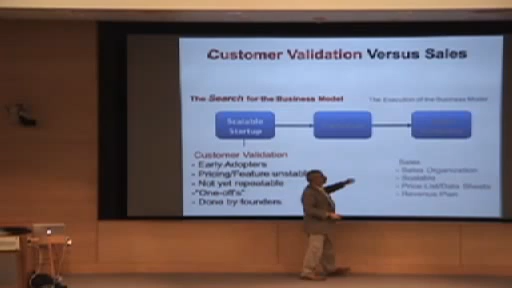 Customer Validation Versus Sales
The Search for the Business Model
The Execution of the Business Model
Scalable
Startup
Customer Validation
- Early Adopters
- Pricing/Feature unstable
- Not yet repeatable
- "One-offs"
- Done by founders
Sales
- Sales Organization
- Scalable
- Price List/Data Sheets
- Revenue Plan